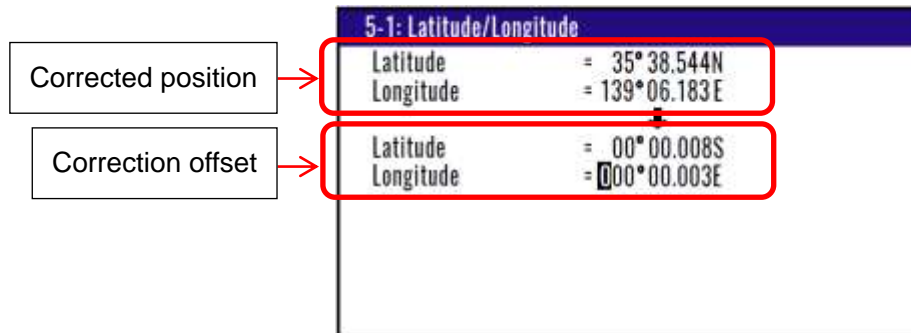 5-1: Latitude/Longitude
Corrected position
Latitude = 35° 38.544N
Longitude = 139° 06.183E
Correction offset
Latitude = 00° 00.008S
Longitude = 000° 00.003E